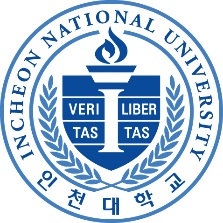 INCHEON NATIONAL UNIVERSITY
VERI LIBER
TAS TAS
인천대학교